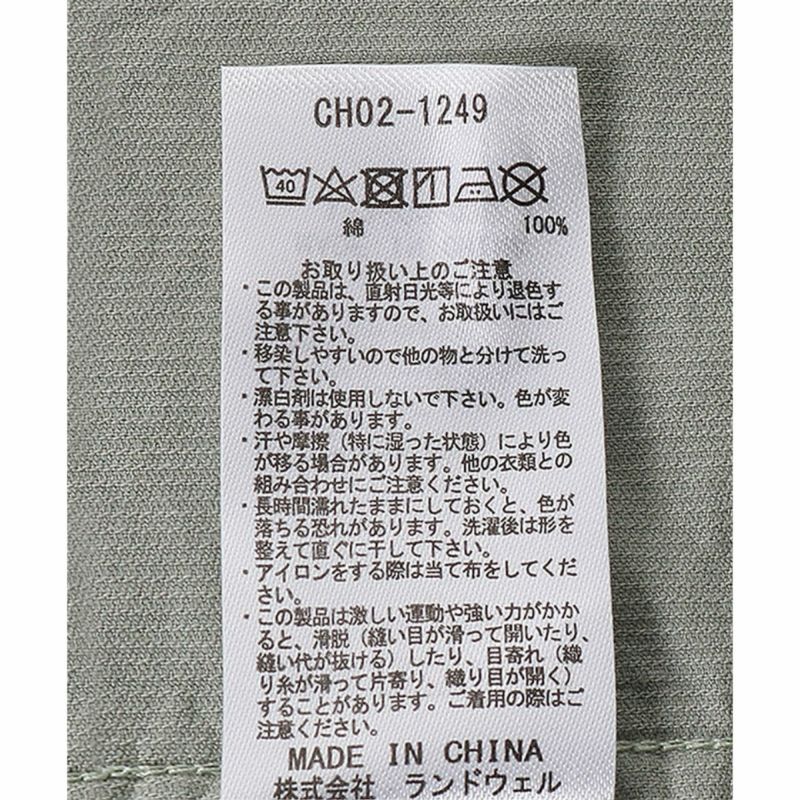 CH02-1249
40
綿 100%
お取り扱い上のご注意
・この製品は、直射日光等により退色す
る事がありますので、お取扱いにはご
注意下さい。
・移染しやすいので他の物と分けて洗っ
て下さい。
・漂白剤は使用しないで下さい。色が変
わる事があります。
・汗や摩擦（特に湿った状態）により色
が移る場合があります。他の衣類との
組み合わせにご注意ください。
・長時間濡れたままにしておくと、色が
落ちる恐れがあります。洗濯後は形を
整えて直ぐに干して下さい。
・アイロンをする際は当て布をしてくだ
さい。
・この製品は激しい運動や強い力がかか
ると、滑脱（縫い目が滑って開いたり、
縫い代が抜ける）したり、目寄れ（織
り糸が滑って片寄り、織り目が開く）
することがあります。ご着用の際はご
注意ください。
MADE IN CHINA
株式会社 ランドウェル